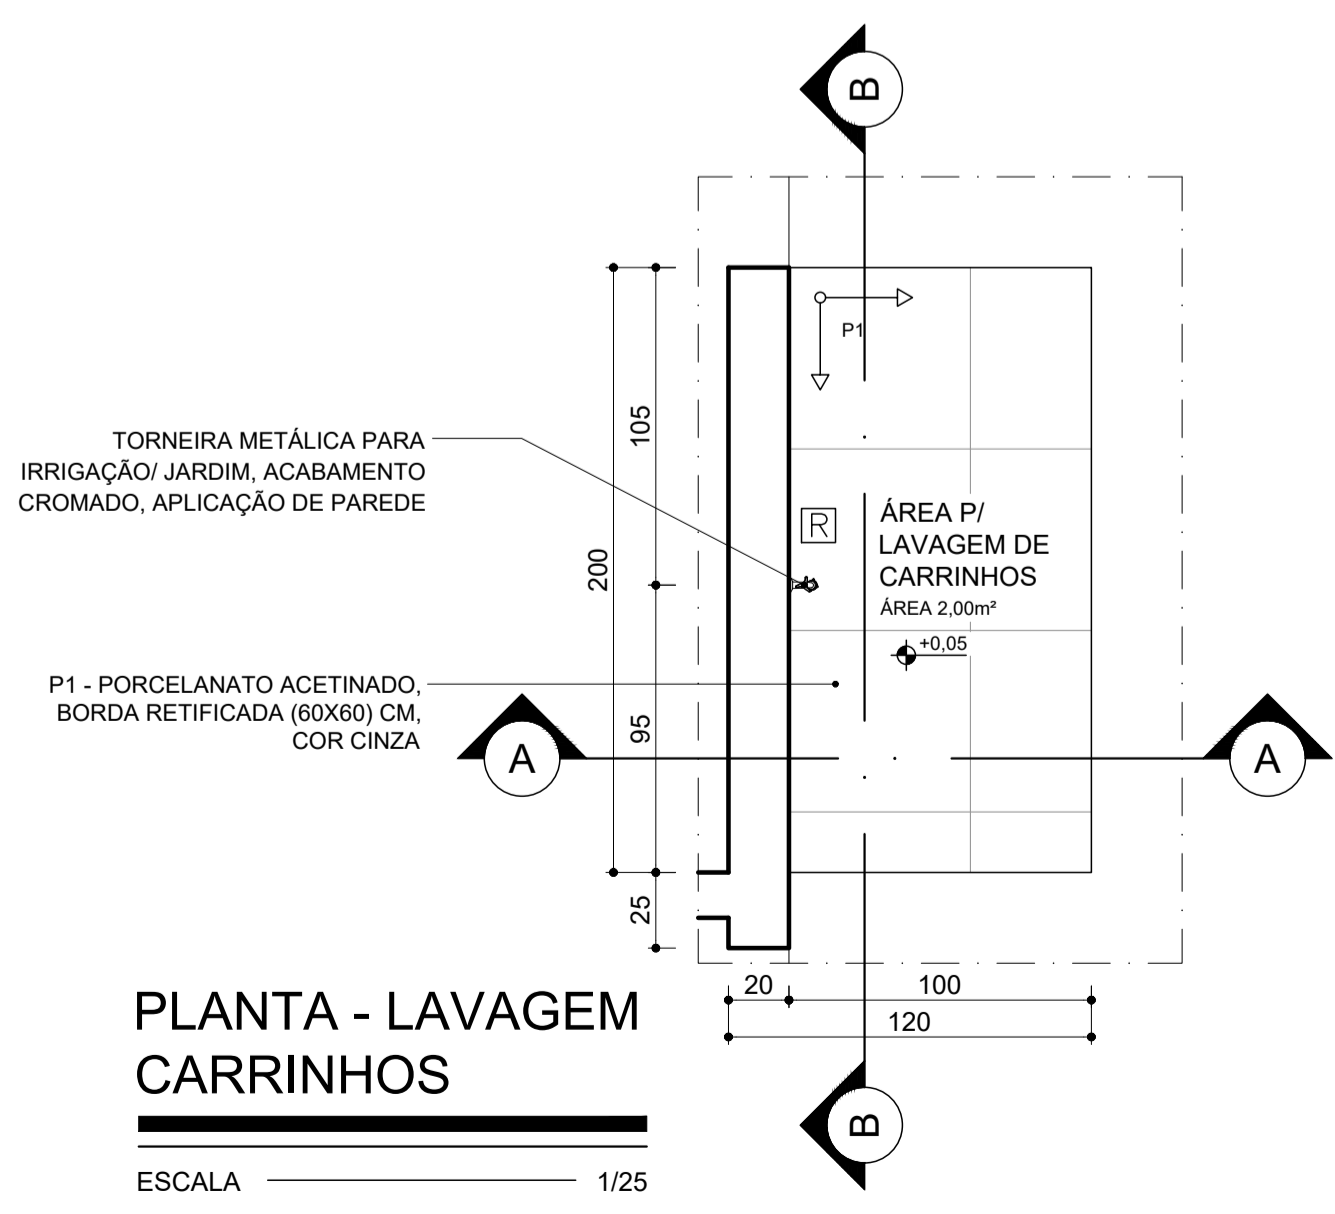 B
P1
105
TORNEIRA METÁLICA PARA
IRRIGAÇÃO/ JARDIM, ACABAMENTO
CROMADO, APLICAÇÃO DE PAREDE
200
R
ÁREA P/
LAVAGEM DE
CARRINHOS
ÁREA 2,00m²
+0,05
P1 - PORCELANATO ACETINADO,
BORDA RETIFICADA (60X60) CM,
COR CINZA
95
A
A
25
20
100
120
PLANTA - LAVAGEM
CARRINHOS
B
ESCALA 1/25